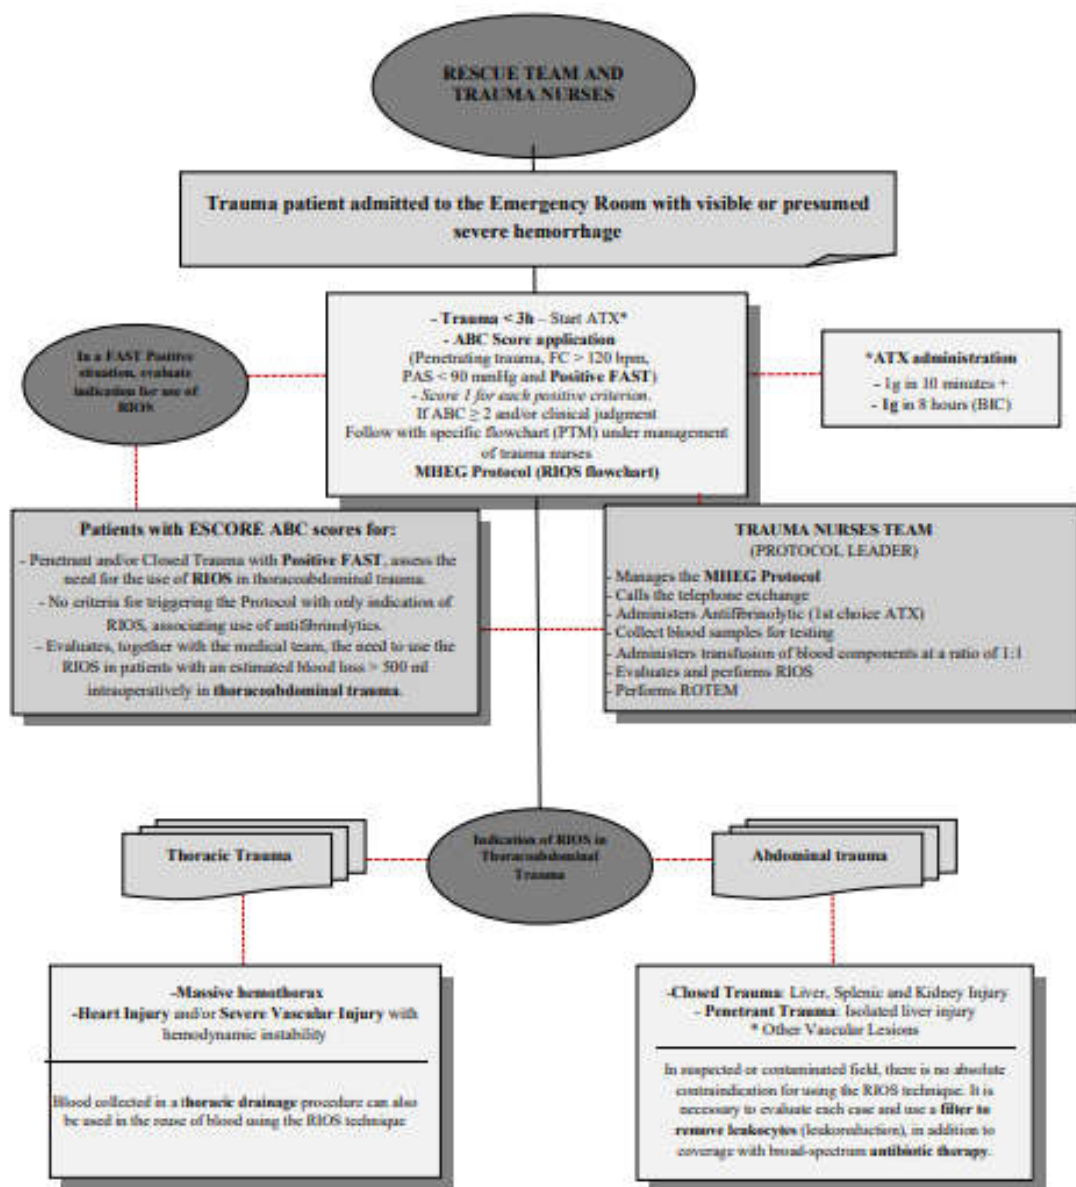 RESCUE TEAM AND
TRAUMA NURSES
Trauma patient admitted to the Emergency Room with visible or presumed
severe hemorrhage
- Trauma < 3h – Start ATX*
- ABC Score application
(Penetrating trauma, FC > 120 bpm,
PAS < 90 mmHg and Positive FAST)
- Score 1 for each positive criterion.
If ABC ≥ 2 and/or clinical judgment
Follow with specific flowchart (PTM) under management
of trauma nurses
MHEG Protocol (RIOS flowchart)
In a FAST Positive
situation, evaluate
indication for use of
RIOS
*ATX administration
- 1g in 10 minutes +
- 1g in 8 hours (BIC)
Patients with ESCORE ABC scores for:
- Penetrant and/or Closed Trauma with Positive FAST, assess the
need for the use of RIOS in thoracoabdominal trauma.
- No criteria for triggering the Protocol with only indication of
RIOS, associating use of antifibrinolytics.
- Evaluates, together with the medical team, the need to use the
RIOS in patients with an estimated blood loss > 500 ml
intraoperatively in thoracoabdominal trauma.
TRAUMA NURSES TEAM
(PROTOCOL LEADER)
- Manages the MHEG Protocol
- Calls the telephone exchange
- Administers Antifibrinolytic (1st choice ATX)
- Collect blood samples for testing
- Administers transfusion of blood components at a ratio of 1:1
- Evaluates and performs RIOS
- Performs ROTEM
Thoracic Trauma
Indication of RIOS in
Thoracoabdominal
Trauma
Abdominal trauma
-Massive hemothorax
-Heart Injury and/or Severe Vascular Injury with
hemodynamic instability
Blood collected in a thoracic drainage procedure can also
be used in the reuse of blood using the RIOS technique
-Closed Trauma: Liver, Splenic and Kidney Injury
- Penetrant Trauma: Isolated liver injury
* Other Vascular Lesions
In suspected or contaminated field, there is no absolute
contraindication for using the RIOS technique. It is
necessary to evaluate each case and use a filter to
remove leukocytes (leukoreduction), in addition to
coverage with broad-spectrum antibiotic therapy.